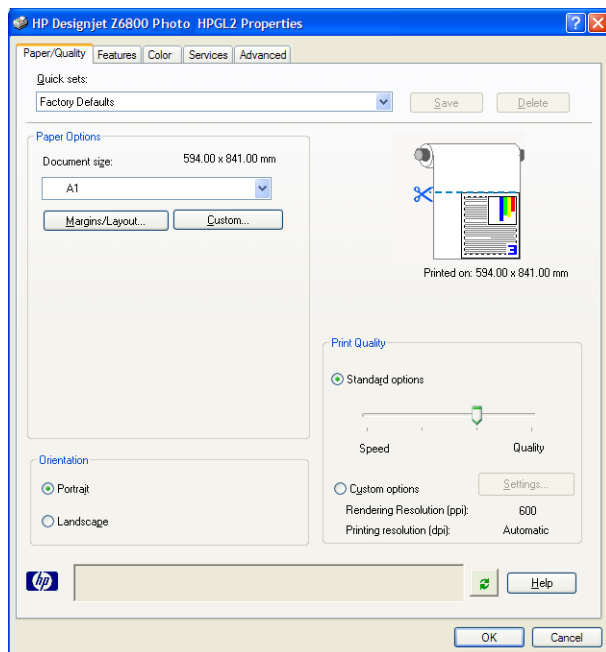 HP Designjet Z6800 Photo HPGL2 Properties
Paper/Quality Features Color Services Advanced
Quick sets:
Factory Defaults
Save Delete
Paper Options
Document size: 594.00 x 841.00 mm
A1
Margins/Layout... Custom...
Printed on: 594.00 x 841.00 mm
Print Quality
Standard options
Speed Quality
Custom options Settings...
Rendering Resolution (ppi): 600
Printing resolution (dpi): Automatic
Orientation
Portrait
Landscape
hp
Help
OK Cancel